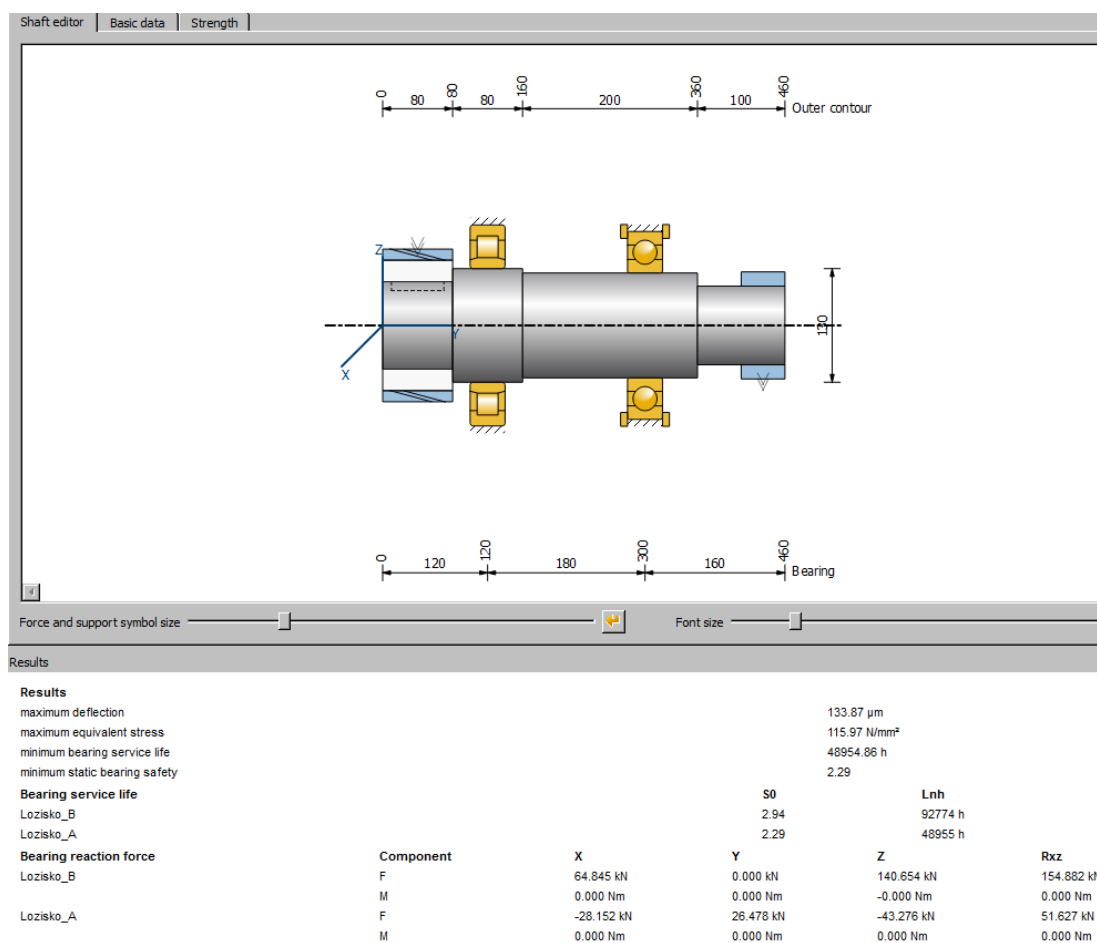 Shaft editor Basic data Strength
0 80 80 80 160 200 360 100 460 Outer contour
Z
130
Y
X
0 120 120 180 300 160 460 Bearing
Force and support symbol size Font size
Results
Results
maximum deflection 133.87 µm
maximum equivalent stress 115.97 N/mm²
minimum bearing service life 48954.86 h
minimum static bearing safety 2.29
Bearing service life S0 Lnh
Lozisko_B 2.94 92774 h
Lozisko_A 2.29 48955 h
Bearing reaction force Component X Y Z Rxz
Lozisko_B F 64.845 kN 0.000 kN 140.654 kN 154.882 kN
M 0.000 Nm 0.000 Nm -0.000 Nm 0.000 Nm
Lozisko_A F -28.152 kN 26.478 kN -43.276 kN 51.627 kN
M 0.000 Nm 0.000 Nm 0.000 Nm 0.000 Nm